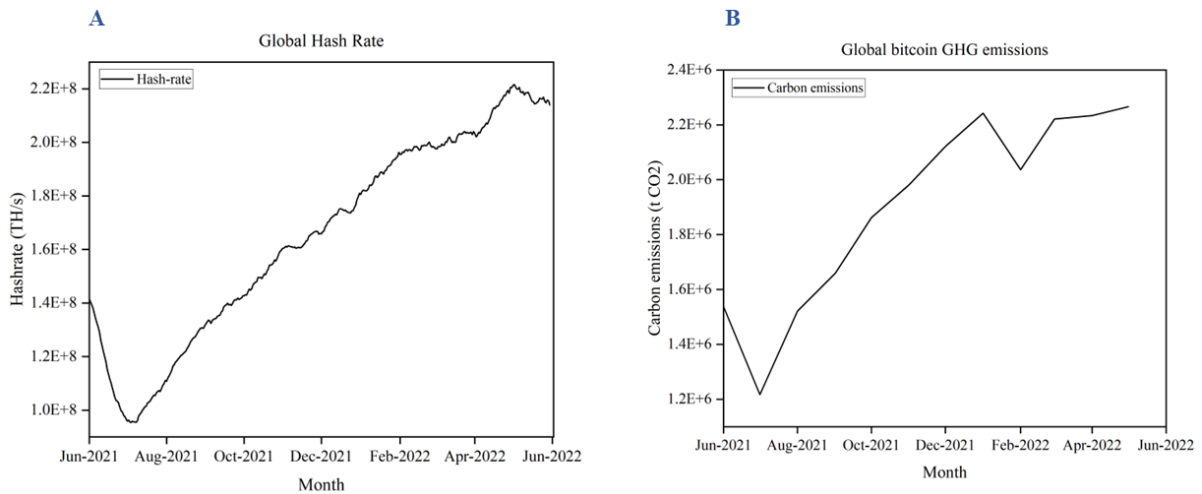 A
Global Hash Rate
Hash-rate
Hashrate (TH/s)
2.2E+8
2.0E+8
1.8E+8
1.6E+8
1.4E+8
1.2E+8
1.0E+8
Jun-2021 Aug-2021 Oct-2021 Dec-2021 Feb-2022 Apr-2022 Jun-2022
Month
B
Global bitcoin GHG emissions
Carbon emissions
Carbon emissions (t CO2)
2.4E+6
2.2E+6
2.0E+6
1.8E+6
1.6E+6
1.4E+6
1.2E+6
Jun-2021 Aug-2021 Oct-2021 Dec-2021 Feb-2022 Apr-2022 Jun-2022
Month